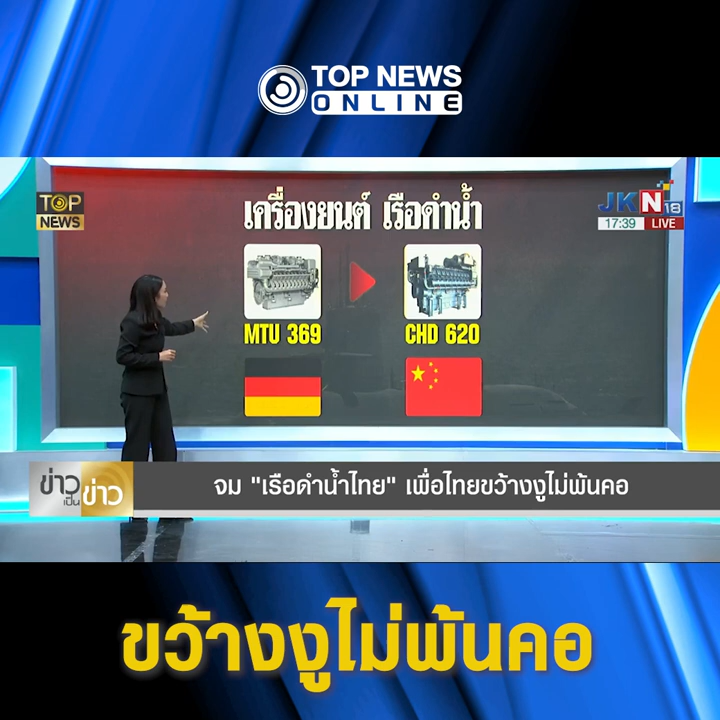 TOP NEWS
ONLINE
TOP
NEWS
เครื่องยนต์ เรือดำน้ำ
JKN18
17:39 LIVE
MTU 369
CHD 620
ข่าวเป็นข่าว
จม "เรือดำน้ำไทย" เพื่อไทยขว้างงูไม่พ้นคอ
ขว้างงูไม่พ้นคอ